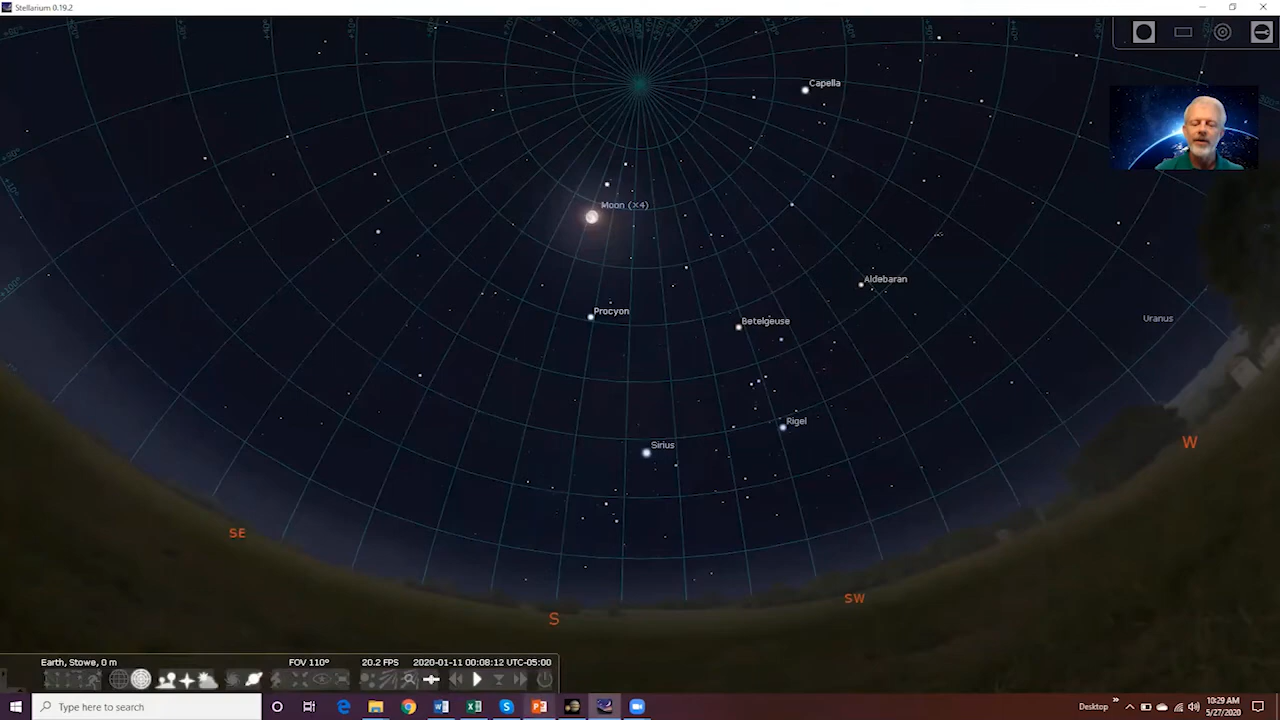 Stellarium 0.19.2
Capella
Moon (×4)
Aldebaran
Procyon
Betelgeuse
Uranus
Rigel
Sirius
W
SE
SW
S
Earth, Stowe, 0 m FOV 110° 20.2 FPS 2020-01-11 00:08:12 UTC-05:00
Type here to search
Desktop
10:29 AM
5/27/2020